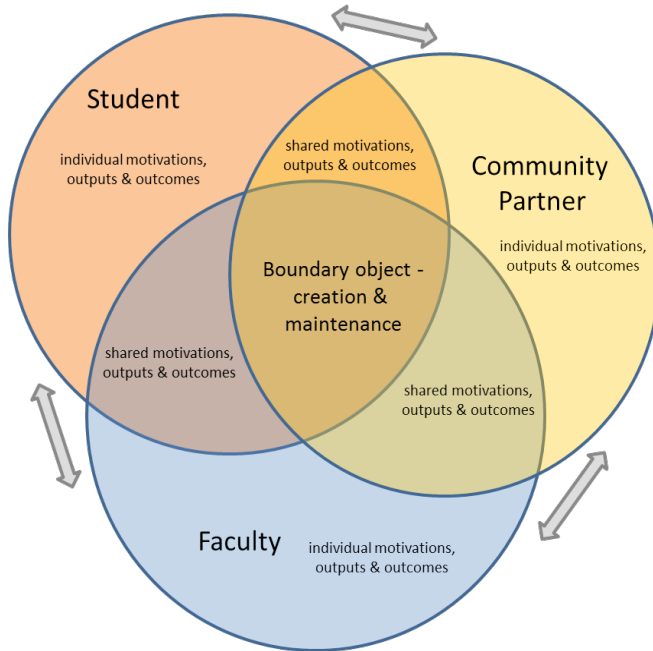 Student
individual motivations,
outputs & outcomes
shared motivations,
outputs & outcomes
Community
Partner
individual motivations,
outputs & outcomes
Boundary object -
creation &
maintenance
shared motivations,
outputs & outcomes
shared motivations,
outputs & outcomes
Faculty
individual motivations,
outputs & outcomes